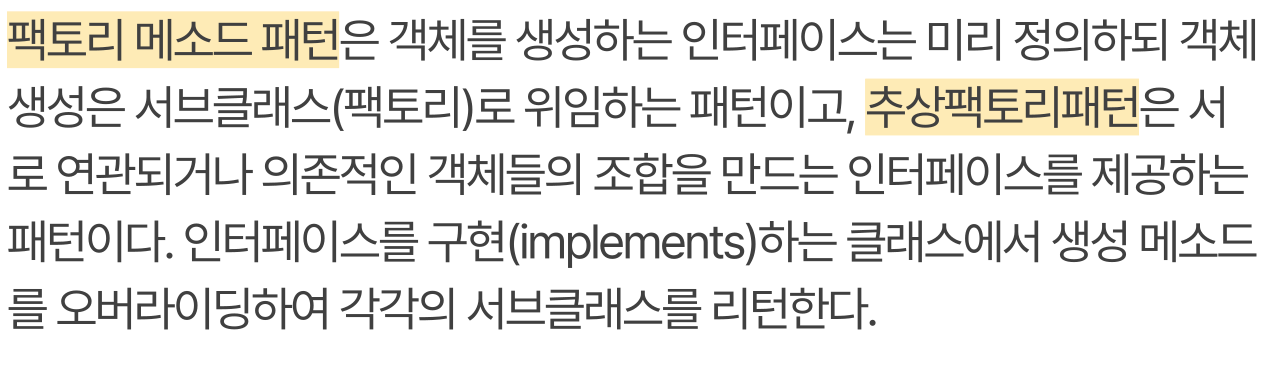 팩토리 메소드 패턴은 객체를 생성하는 인터페이스는 미리 정의하되 객체
생성은 서브클래스(팩토리)로 위임하는 패턴이고, 추상팩토리패턴은 서
로 연관되거나 의존적인 객체들의 조합을 만드는 인터페이스를 제공하는
패턴이다. 인터페이스를 구현(implements)하는 클래스에서 생성 메소드
를 오버라이딩하여 각각의 서브클래스를 리턴한다.